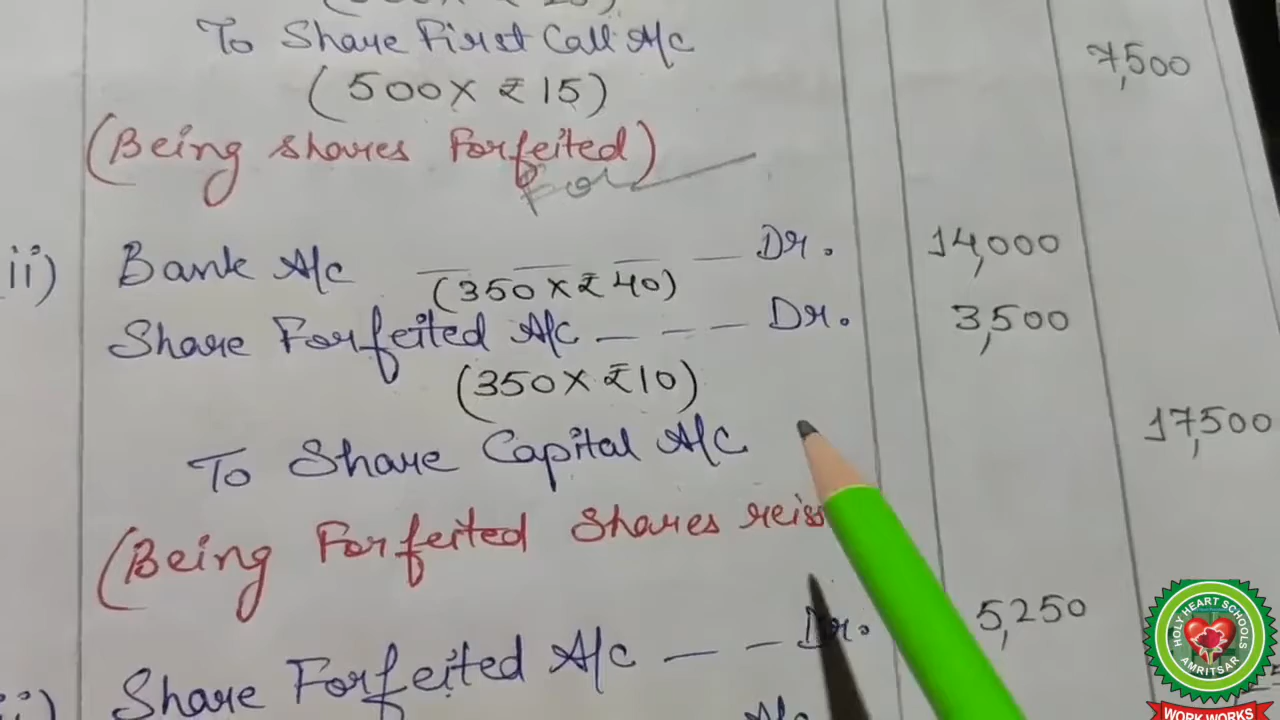 To Share First Call A/c 7,500
(500 X ₹ 15)
(Being shares Forfeited)
For
ii) Bank A/c Dr. 14,000
(350 X ₹ 40)
Share Forfeited A/c Dr. 3,500
(350 X ₹ 10)
To Share Capital A/c 17,500
(Being Forfeited Shares reiss
Share Forfeited A/c Dr. 5,250
A/c
HOLY HEART SCHOOLS
AMRITSAR
WORK WORKS